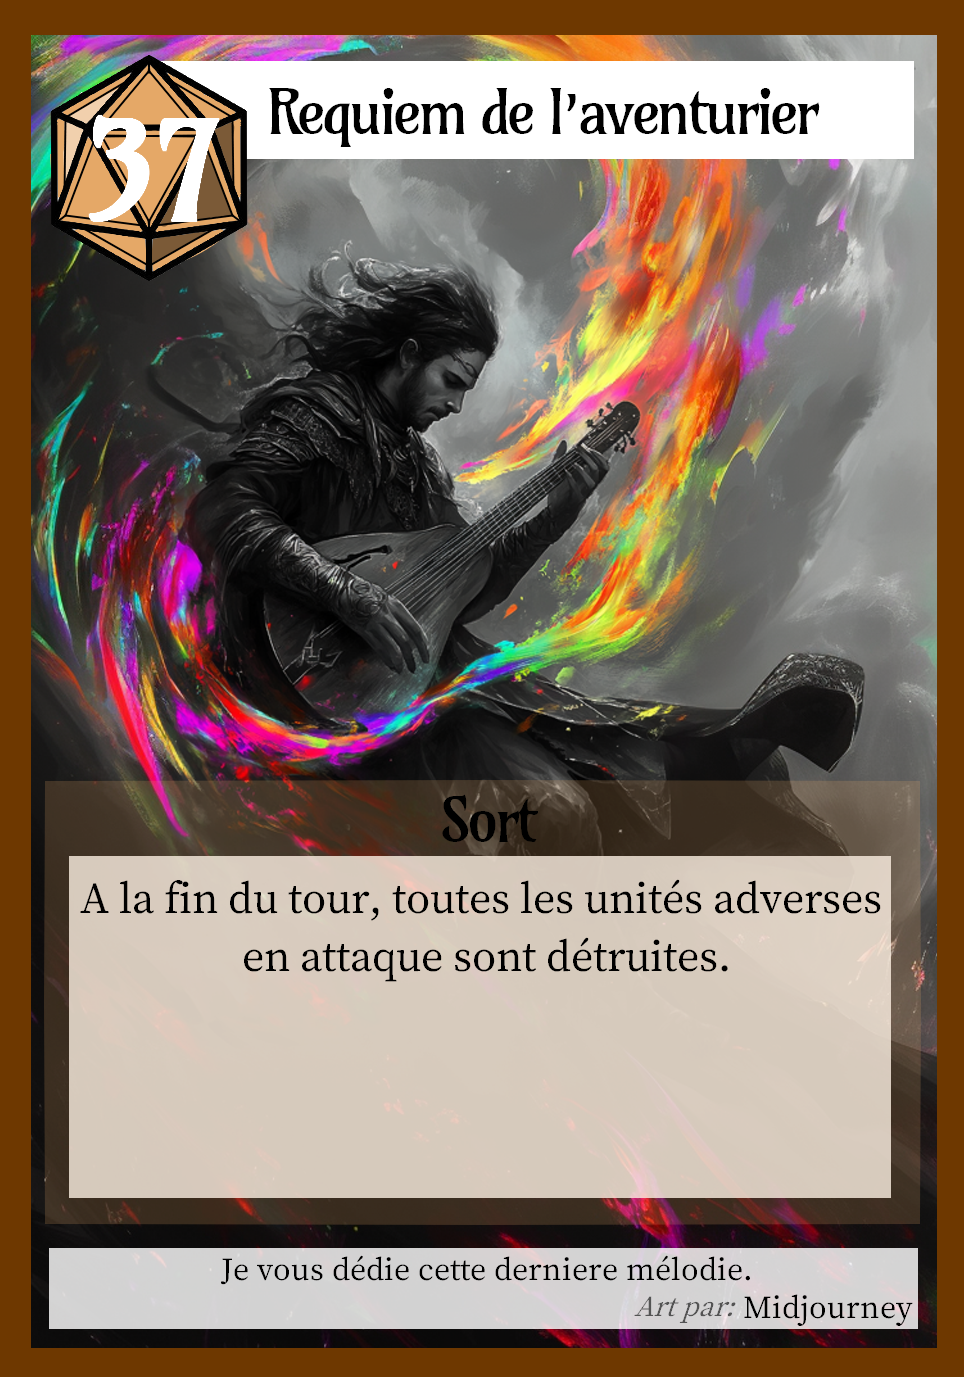 37
Requiem de l'aventurier
Sort
A la fin du tour, toutes les unités adverses
en attaque sont détruites.
Je vous dédie cette derniere mélodie.
Art par: Midjourney